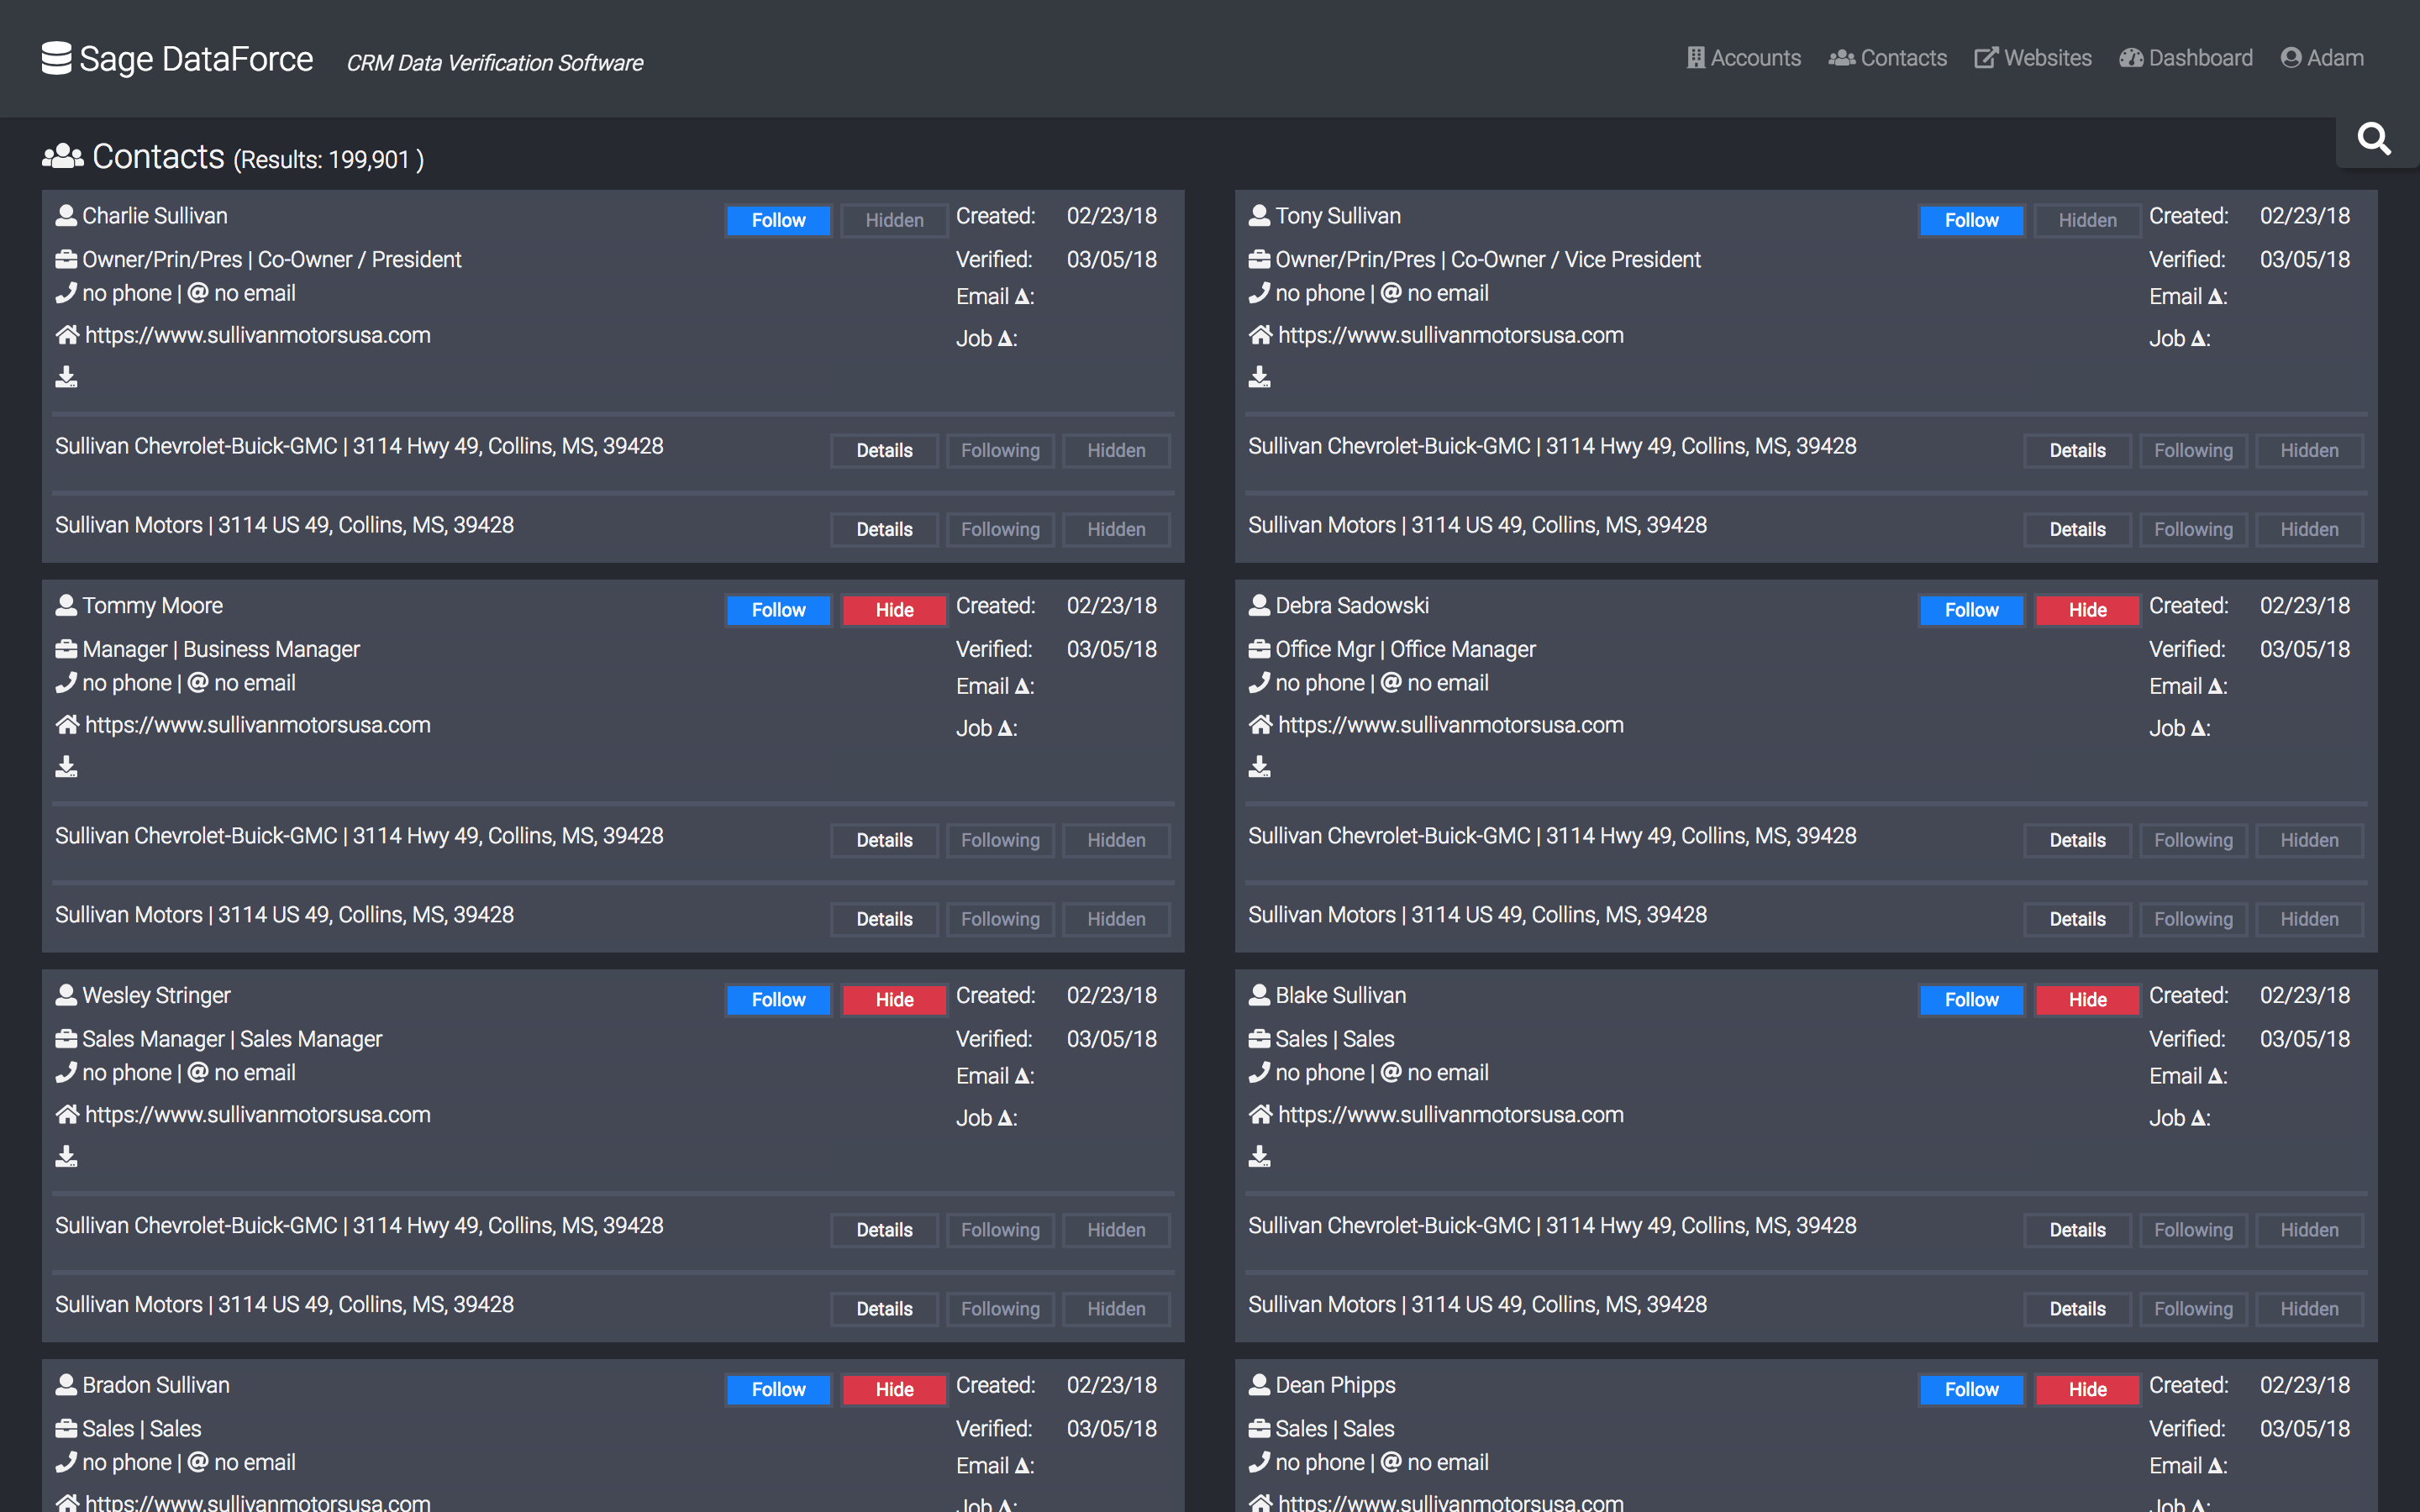 Sage DataForce CRM Data Verification Software Accounts Contacts Websites Dashboard Adam
Contacts (Results: 199,901 )
Charlie Sullivan Follow Hidden Created: 02/23/18
Owner/Prin/Pres | Co-Owner / President Verified: 03/05/18
no phone | @ no email Email Δ:
https://www.sullivanmotorsusa.com Job Δ:
Sullivan Chevrolet-Buick-GMC | 3114 Hwy 49, Collins, MS, 39428 Details Following Hidden
Sullivan Motors | 3114 US 49, Collins, MS, 39428 Details Following Hidden
Tony Sullivan Follow Hidden Created: 02/23/18
Owner/Prin/Pres | Co-Owner / Vice President Verified: 03/05/18
no phone | @ no email Email Δ:
https://www.sullivanmotorsusa.com Job Δ:
Sullivan Chevrolet-Buick-GMC | 3114 Hwy 49, Collins, MS, 39428 Details Following Hidden
Sullivan Motors | 3114 US 49, Collins, MS, 39428 Details Following Hidden
Tommy Moore Follow Hide Created: 02/23/18
Manager | Business Manager Verified: 03/05/18
no phone | @ no email Email Δ:
https://www.sullivanmotorsusa.com Job Δ:
Sullivan Chevrolet-Buick-GMC | 3114 Hwy 49, Collins, MS, 39428 Details Following Hidden
Sullivan Motors | 3114 US 49, Collins, MS, 39428 Details Following Hidden
Debra Sadowski Follow Hide Created: 02/23/18
Office Mgr | Office Manager Verified: 03/05/18
no phone | @ no email Email Δ:
https://www.sullivanmotorsusa.com Job Δ:
Sullivan Chevrolet-Buick-GMC | 3114 Hwy 49, Collins, MS, 39428 Details Following Hidden
Sullivan Motors | 3114 US 49, Collins, MS, 39428 Details Following Hidden
Wesley Stringer Follow Hide Created: 02/23/18
Sales Manager | Sales Manager Verified: 03/05/18
no phone | @ no email Email Δ:
https://www.sullivanmotorsusa.com Job Δ:
Sullivan Chevrolet-Buick-GMC | 3114 Hwy 49, Collins, MS, 39428 Details Following Hidden
Sullivan Motors | 3114 US 49, Collins, MS, 39428 Details Following Hidden
Blake Sullivan Follow Hide Created: 02/23/18
Sales | Sales Verified: 03/05/18
no phone | @ no email Email Δ:
https://www.sullivanmotorsusa.com Job Δ:
Sullivan Chevrolet-Buick-GMC | 3114 Hwy 49, Collins, MS, 39428 Details Following Hidden
Sullivan Motors | 3114 US 49, Collins, MS, 39428 Details Following Hidden
Bradon Sullivan Follow Hide Created: 02/23/18
Sales | Sales Verified: 03/05/18
no phone | @ no email Email Δ:
https://www.sullivanmotorsusa.com Job Δ:
Dean Phipps Follow Hide Created: 02/23/18
Sales | Sales Verified: 03/05/18
no phone | @ no email Email Δ:
https://www.sullivanmotorsusa.com Job Δ: